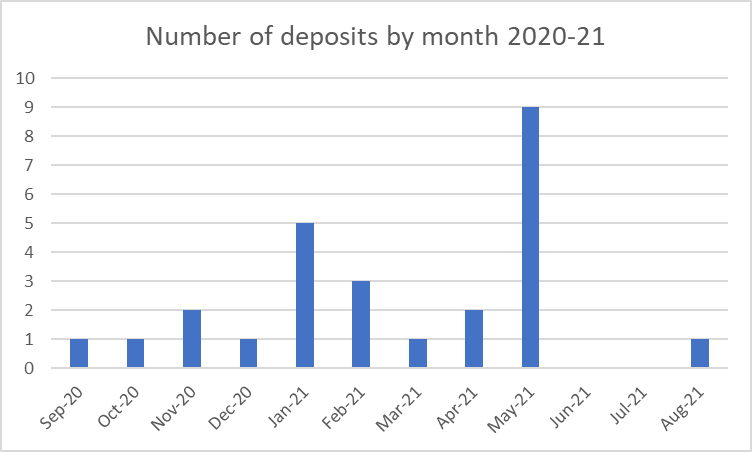 Number of deposits by month 2020-21
10
9
8
7
6
5
4
3
2
1
0
Sep-20
Oct-20
Nov-20
Dec-20
Jan-21
Feb-21
Mar-21
Apr-21
May-21
Jun-21
Jul-21
Aug-21